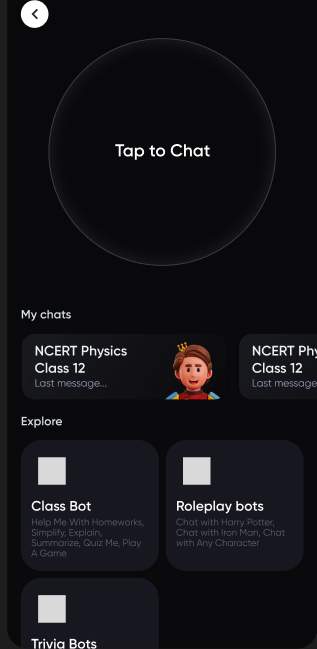 Tap to Chat
My chats
NCERT Physics
Class 12
Last message...
NCERT Phy
Class 12
Last message
Explore
Class Bot
Help Me With Homeworks,
Simplify, Explain,
Summarize, Quiz Me, Play
A Game
Roleplay bots
Chat with Harry Potter,
Chat with Iron Man, Chat
with Any Character
Trivia Bots